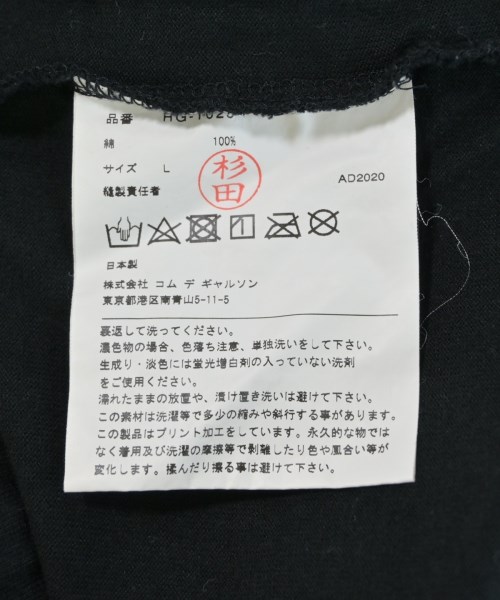 品番 HG-T028
綿 100%
サイズ L
杉田
縫製責任者
AD2020
日本製
株式会社 コム デ ギャルソン
東京都港区南青山5-11-5
裏返して洗ってください。
濃色物の場合、色落ち注意、単独洗いをして下さい。
生成り・淡色には蛍光増白剤の入っていない洗剤
をご使用ください。
濡れたままの放置や、漬け置き洗いは避けて下さい。
この素材は洗濯等で多少の縮みや斜行する事があります。
この製品はプリント加工をしています。永久的な物では
なく着用及び洗濯の摩擦等で剥離したり色や風合い等が
変化します。揉んだり擦る事は避けて下さい。